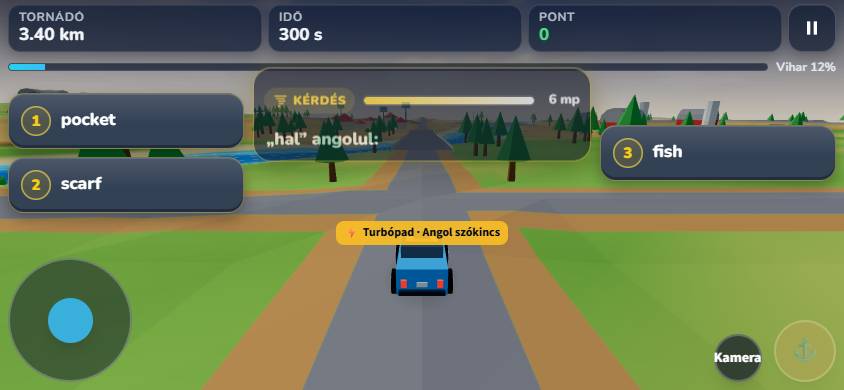 TORNÁDÓ
3.40 km
IDŐ
300 s
PONT
0
Vihar 12%
KÉRDÉS
6 mp
„hal” angolul:
1 pocket
2 scarf
3 fish
Turbópad · Angol szókincs
Kamera